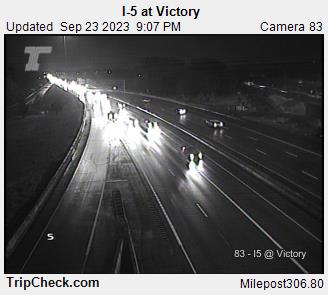 I-5 at Victory
Updated Sep 23 2023 9:07 PM Camera 83
T
S
83 - I5 @ Victory
TripCheck.com Milepost306.80